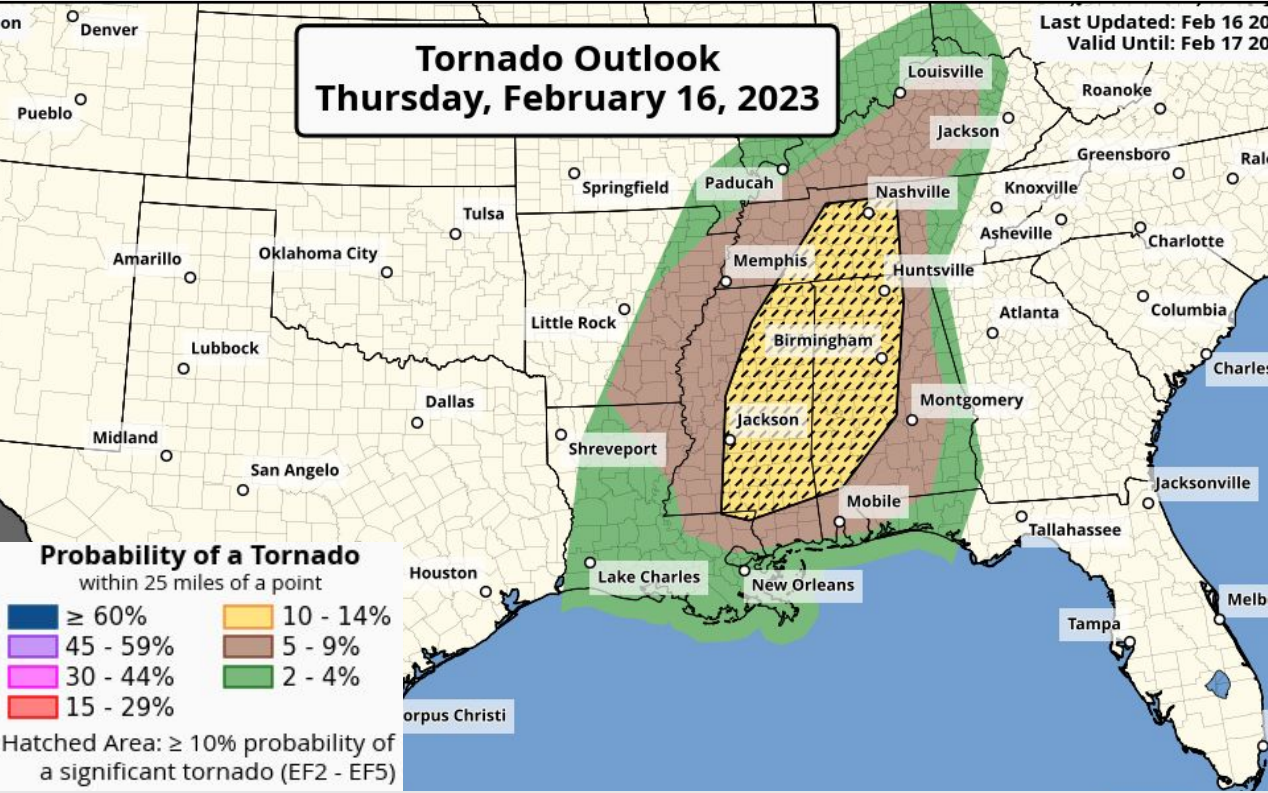 on
Denver
Last Updated: Feb 16 20
Valid Until: Feb 17 20
Tornado Outlook
Thursday, February 16, 2023
Louisville
Pueblo
Roanoke
Jackson
Greensboro
Ral
Springfield
Paducah
Nashville
Knoxville
Tulsa
Asheville
Charlotte
Amarillo
Oklahoma City
Memphis
Huntsville
Little Rock
Atlanta
Columbia
Lubbock
Birmingham
Charles
Dallas
Montgomery
Jackson
Midland
Shreveport
San Angelo
Jacksonville
Mobile
Tallahassee
Houston
Lake Charles
New Orleans
Melb
Tampa
orpus Christi
Probability of a Tornado
within 25 miles of a point
≥ 60%
45 - 59%
30 - 44%
15 - 29%
10 - 14%
5 - 9%
2 - 4%
Hatched Area: ≥ 10% probability of
a significant tornado (EF2 - EF5)